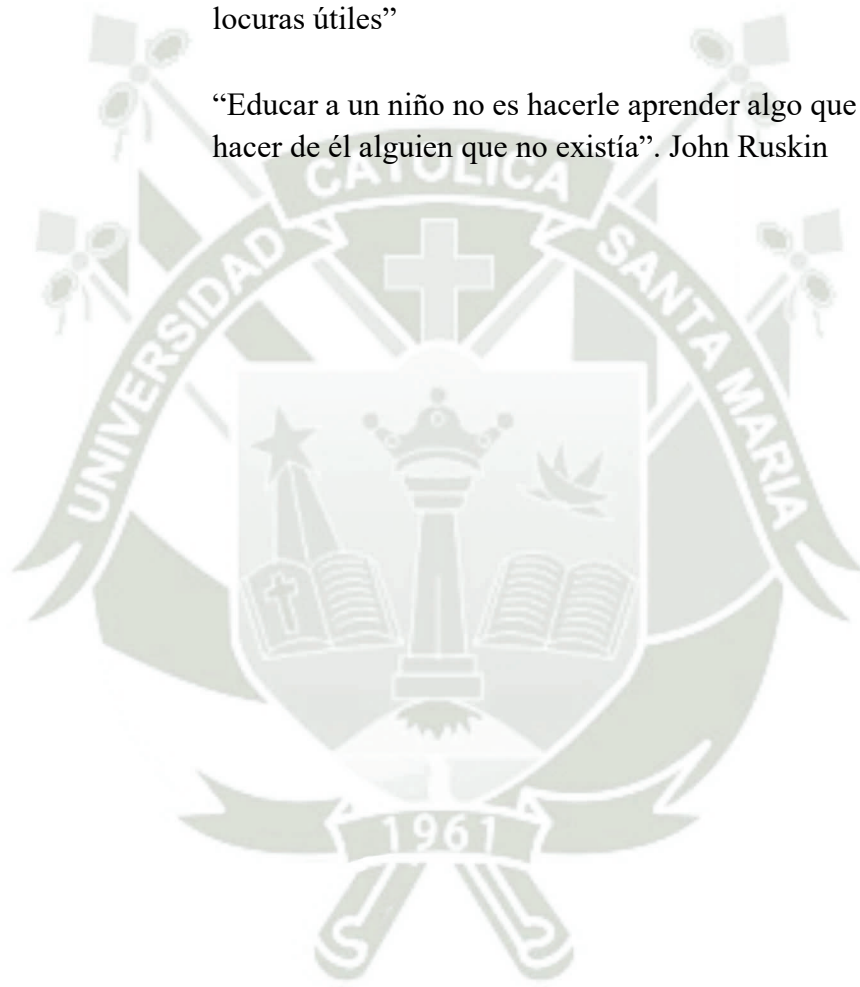 locuras útiles”
“Educar a un niño no es hacerle aprender algo que
hacer de él alguien que no existía”. John Ruskin
UNIVERSIDAD CATOLICA SANTA MARIA
1961